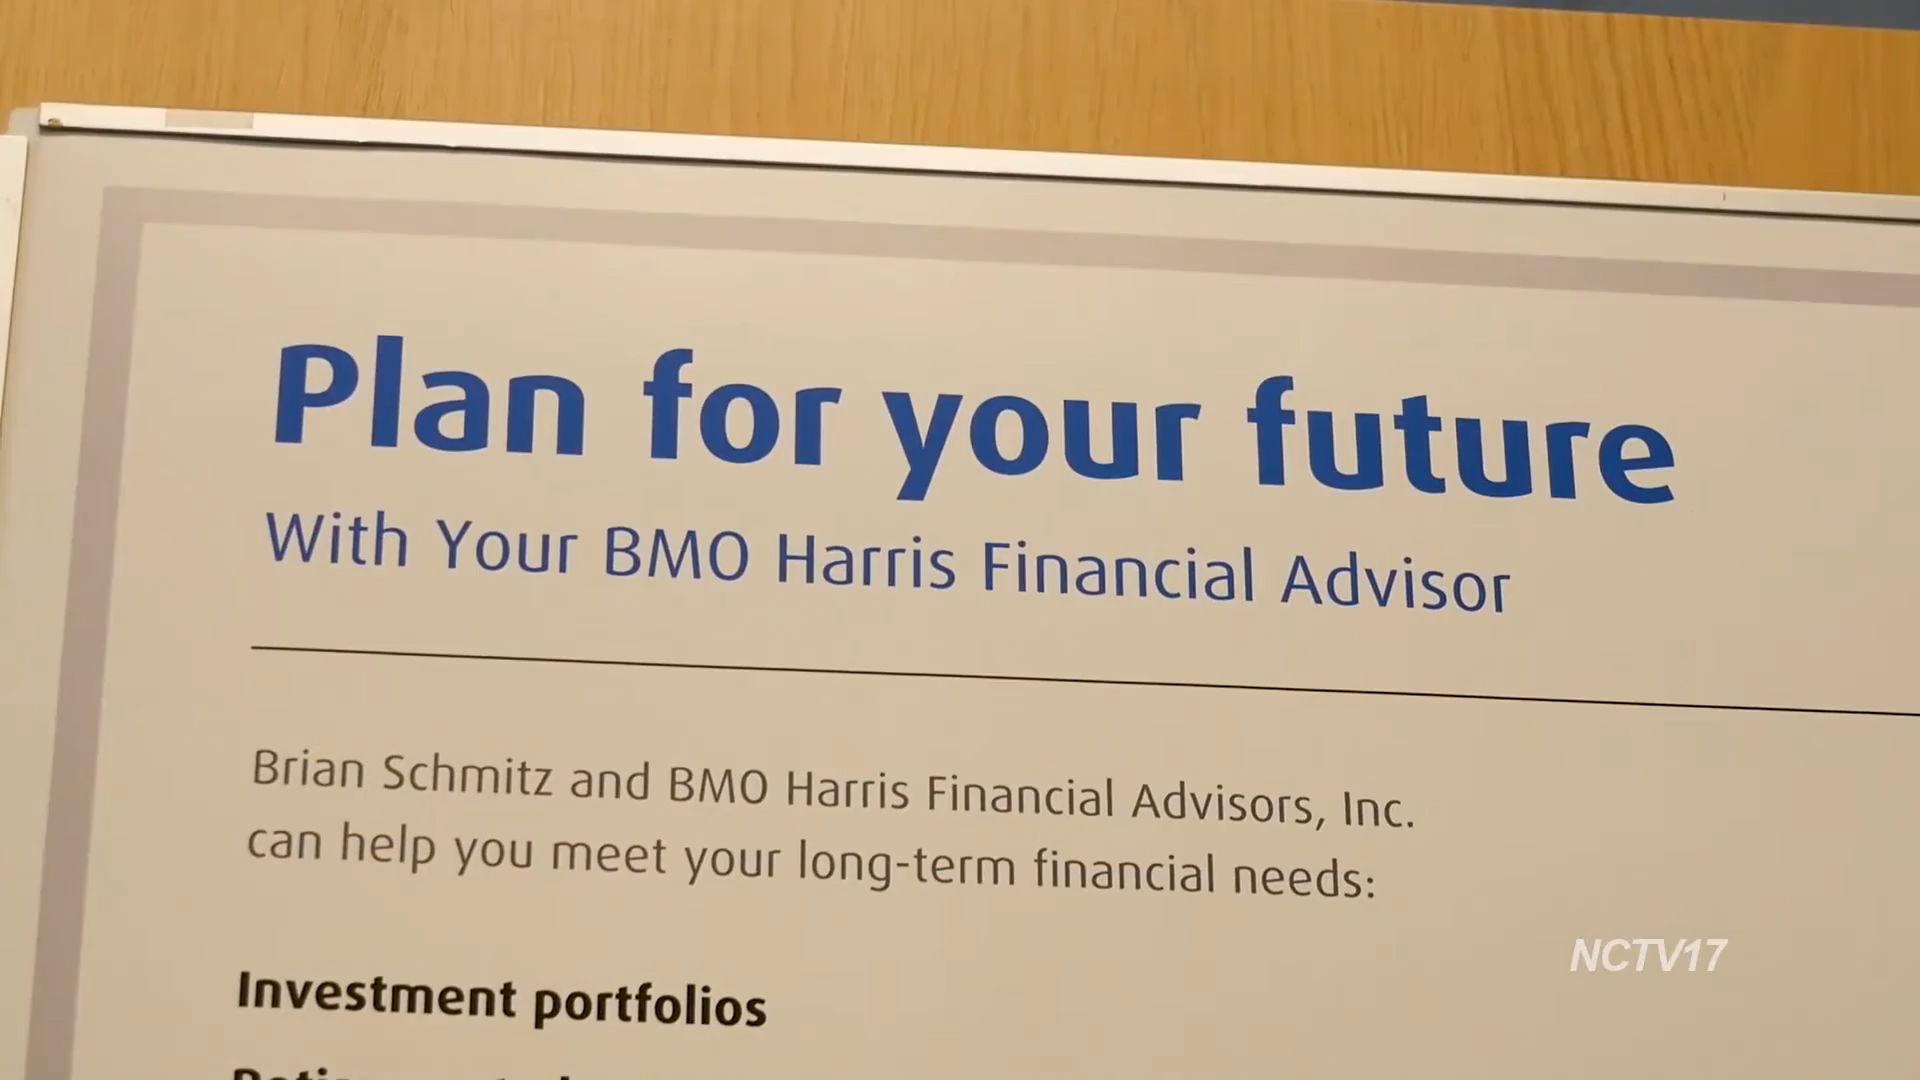 Plan for your future
With Your BMO Harris Financial Advisor
Brian Schmitz and BMO Harris Financial Advisors, Inc.
can help you meet your long-term financial needs:
NCTV17
Investment portfolios